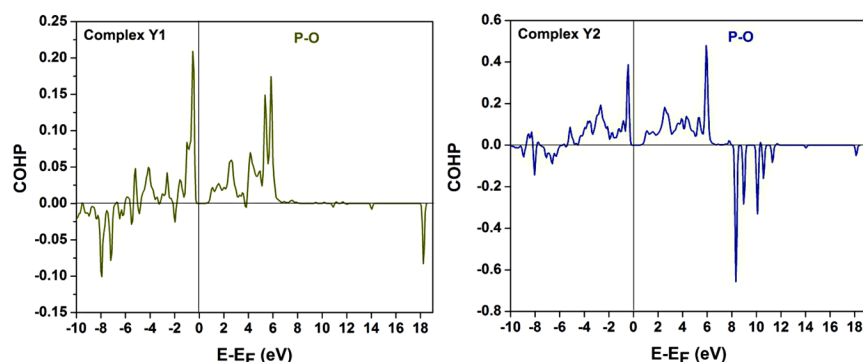 Complex Y1
P-O
0.25
0.20
0.15
0.10
0.05
0.00
-0.05
-0.10
-0.15
COHP
-10 -8 -6 -4 -2 0 2 4 6 8 10 12 14 16 18
E-EF (eV)
Complex Y2
P-O
0.6
0.4
0.2
0.0
-0.2
-0.4
-0.6
-0.8
COHP
-10 -8 -6 -4 -2 0 2 4 6 8 10 12 14 16 18
E-EF (eV)